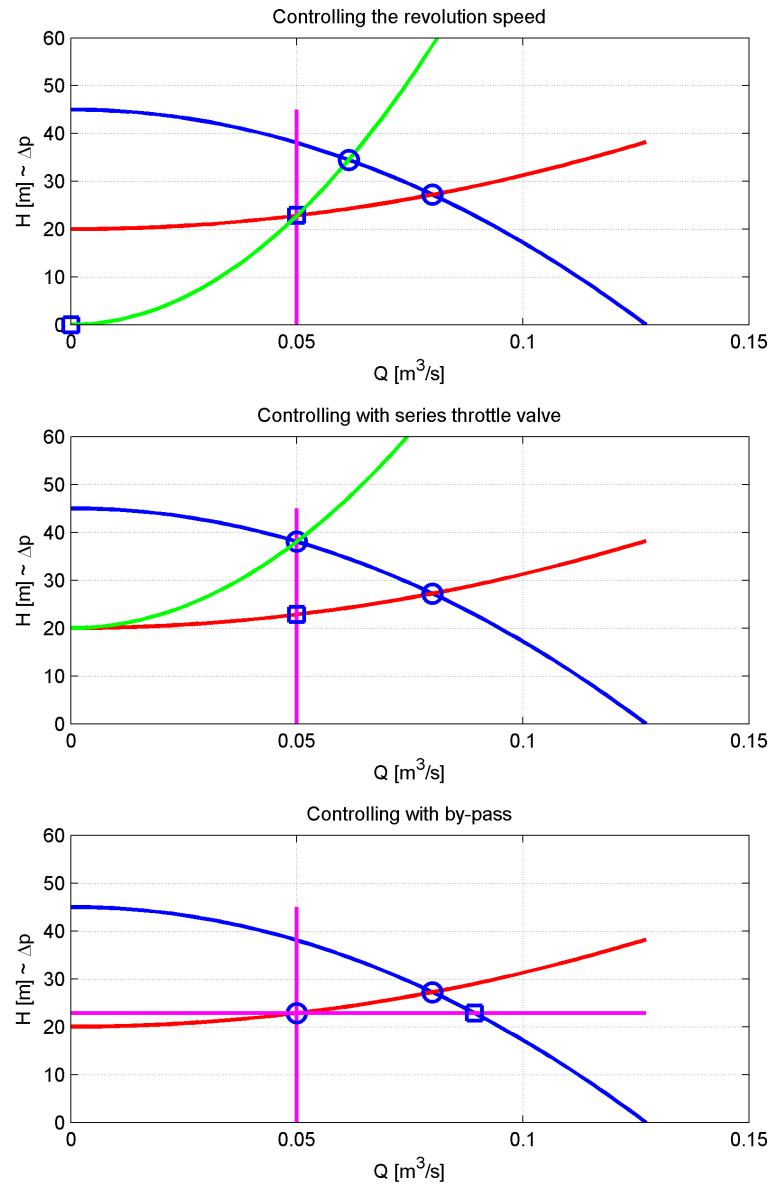 Controlling the revolution speed
60
50
40
30
20
10
0
H [m] ~ Δp
0 0.05 0.1 0.15
Q [m³/s]
Controlling with series throttle valve
60
50
40
30
20
10
0
H [m] ~ Δp
0 0.05 0.1 0.15
Q [m³/s]
Controlling with by-pass
60
50
40
30
20
10
0
H [m] ~ Δp
0 0.05 0.1 0.15
Q [m³/s]